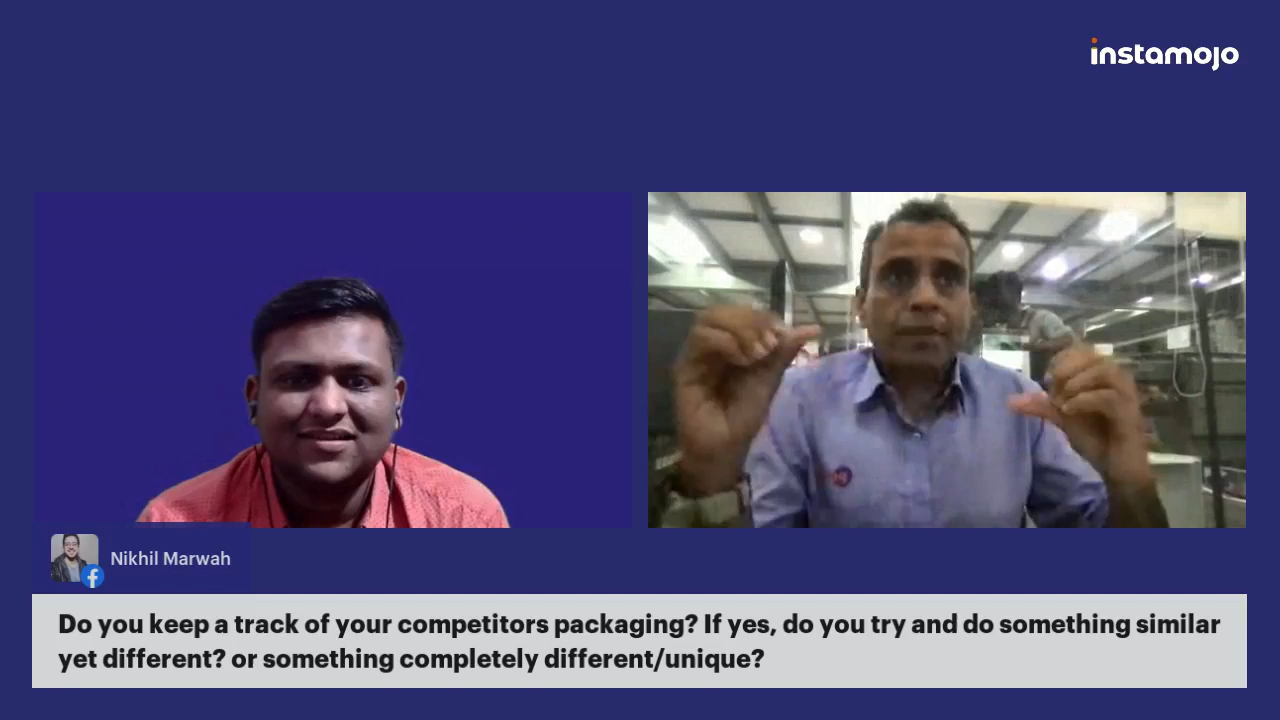 instamojo
Nikhil Marwah
Do you keep a track of your competitors packaging? If yes, do you try and do something similar
yet different? or something completely different/unique?